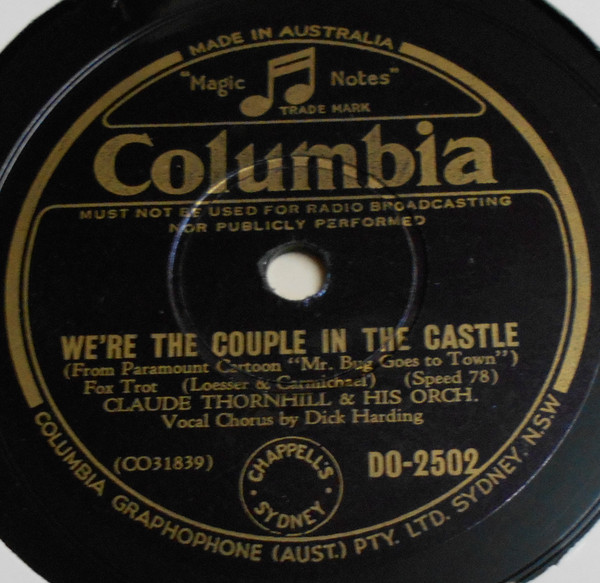 MADE IN AUSTRALIA
"Magic Notes"
TRADE MARK
Columbia
MUST NOT BE USED FOR RADIO BROADCASTING
NOR PUBLICLY PERFORMED
WE'RE THE COUPLE IN THE CASTLE
(From Paramount Cartoon "Mr. Bug Goes to Town")
Fox Trot (Loesser & Carmichael) (Speed 78)
CLAUDE THORNHILL & HIS ORCH.
Vocal Chorus by Dick Harding
(CO31839)
CHAPPELL'S
SYDNEY
DO-2502
COLUMBIA GRAPHOPHONE (AUST.) PTY. LTD. SYDNEY. N.S.W